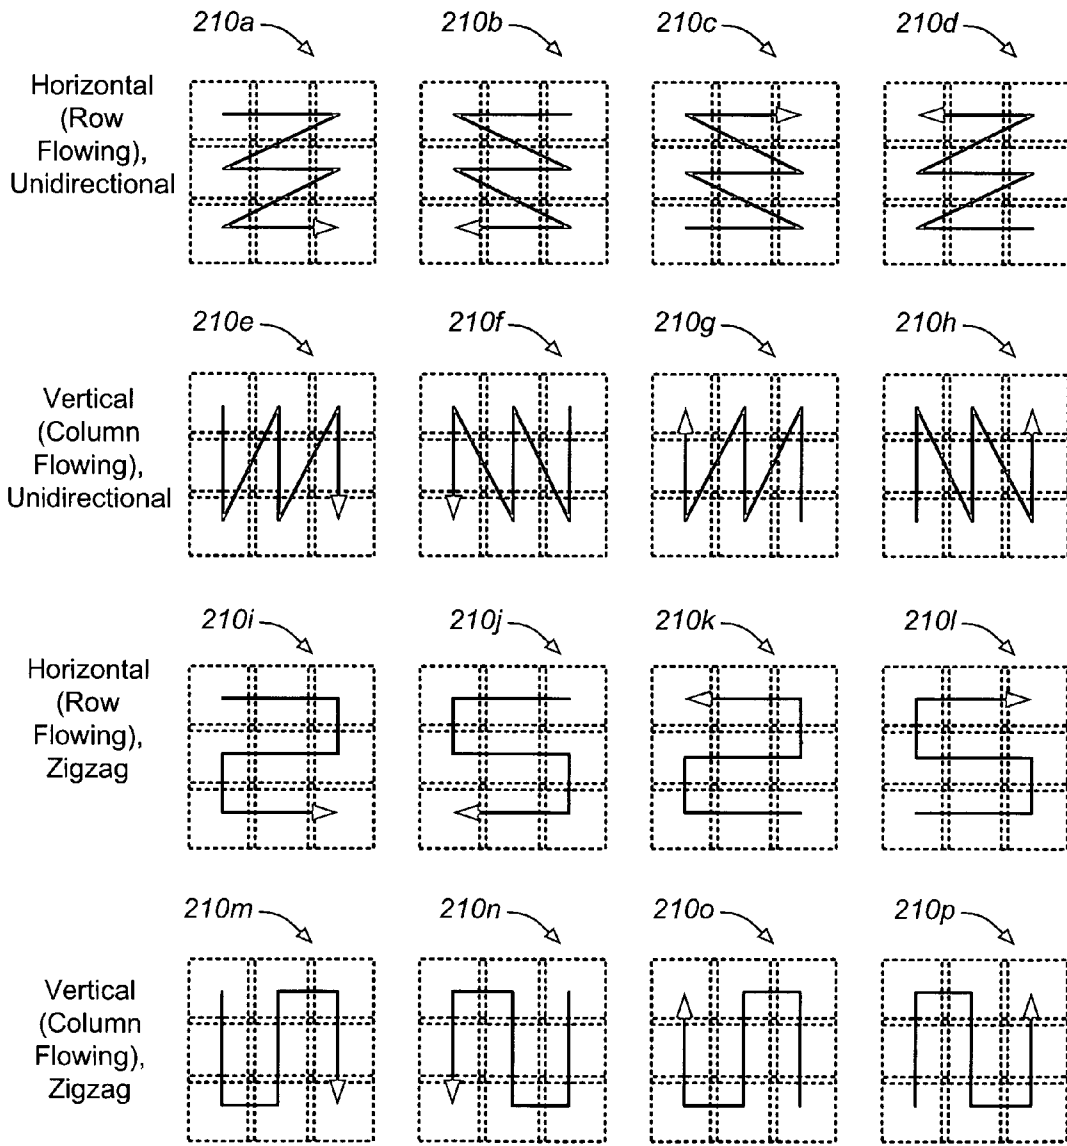 210a 210b 210c 210d
Horizontal
(Row
Flowing),
Unidirectional
210e 210f 210g 210h
Vertical
(Column
Flowing),
Unidirectional
210i 210j 210k 210l
Horizontal
(Row
Flowing),
Zigzag
210m 210n 210o 210p
Vertical
(Column
Flowing),
Zigzag